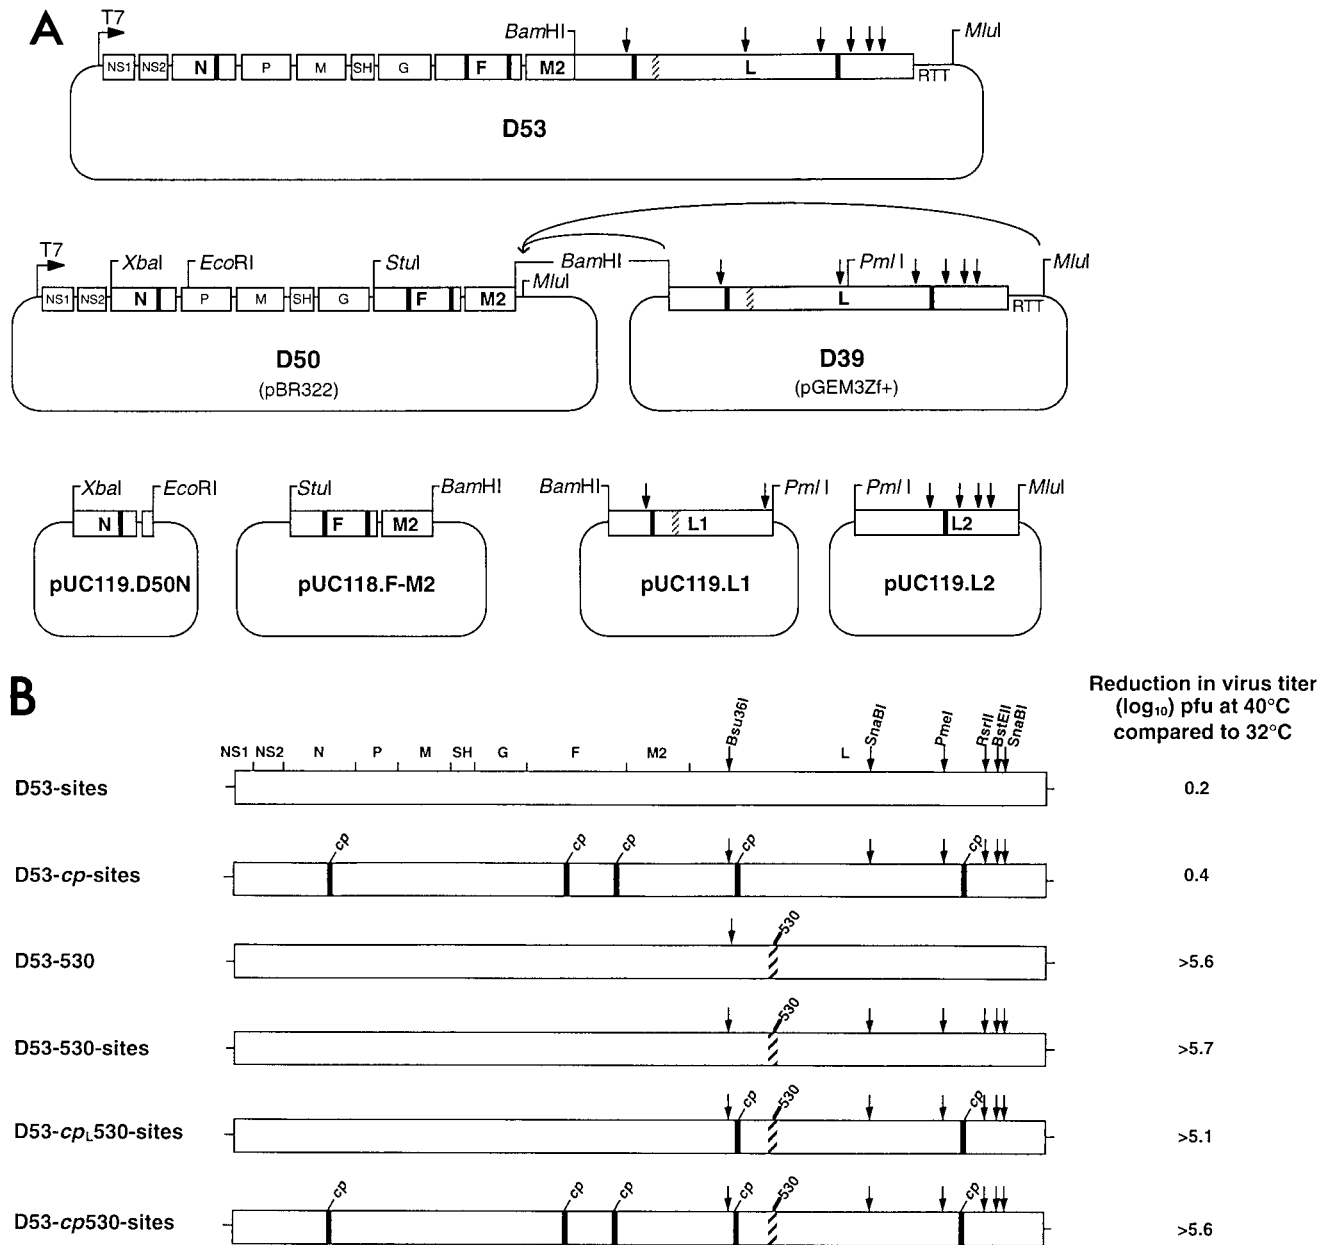 A
T7
BamHI
MluI
NS1 NS2 N P M SH G F M2 L
RTT
D53
T7
XbaI EcoRI StuI BamHI PmlI MluI
MluI
NS1 NS2 N P M SH G F M2 L
RTT
D50 D39
(pBR322) (pGEM3Zf+)
XbaI EcoRI StuI BamHI BamHI PmlI PmlI MluI
N F M2 L1 L2
pUC119.D50N pUC118.F-M2 pUC119.L1 pUC119.L2
B
Reduction in virus titer
(log₁₀) pfu at 40°C
compared to 32°C
Bsu36I SnaBI PmeI RsrII BstEII SnaBI
NS1 NS2 N P M SH G F M2 L
D53-sites 0.2
cp cp cp cp cp
D53-cp-sites 0.4
530
D53-530 >5.6
530
D53-530-sites >5.7
cp 530 cp
D53-cpL530-sites >5.1
cp cp cp cp 530 cp
D53-cp530-sites >5.6